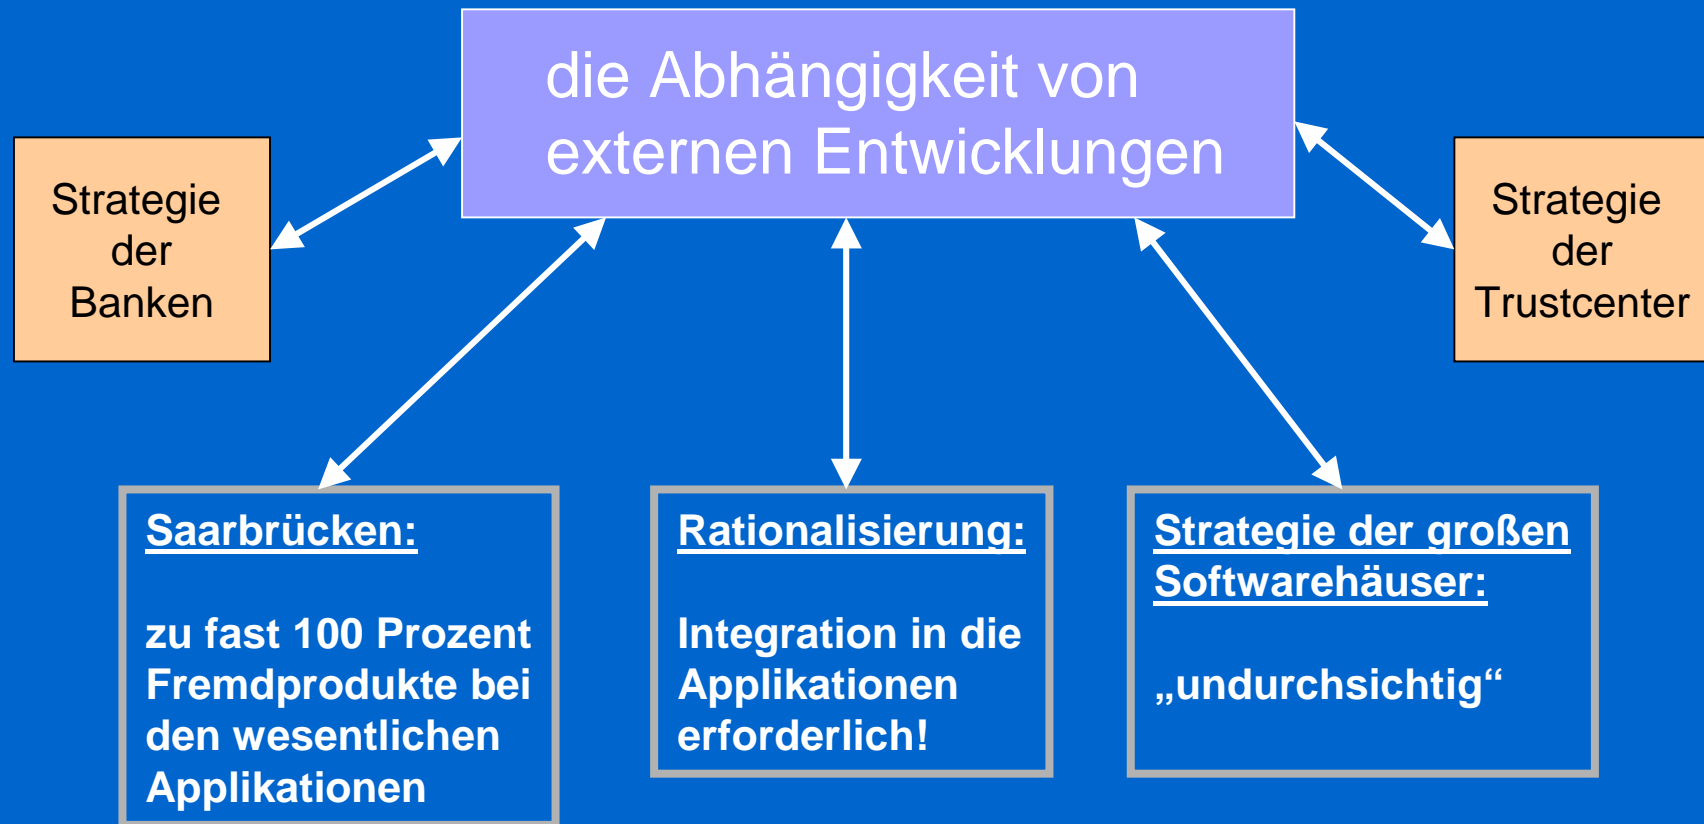 die Abhängigkeit von
externen Entwicklungen
Strategie
der
Banken
Strategie
der
Trustcenter
Saarbrücken:
zu fast 100 Prozent
Fremdprodukte bei
den wesentlichen
Applikationen
Rationalisierung:
Integration in die
Applikationen
erforderlich!
Strategie der großen
Softwarehäuser:
„undurchsichtig“